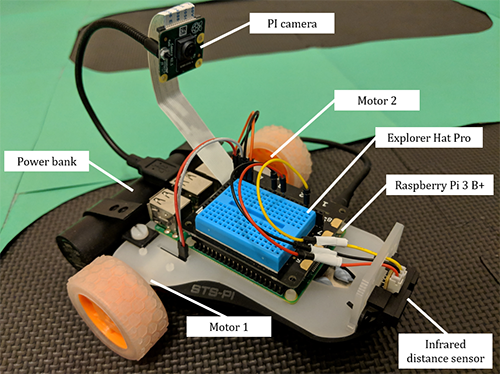 PI camera
Motor 2
Explorer Hat Pro
Power bank
Raspberry Pi 3 B+
STS-PI
Motor 1
Infrared
distance sensor